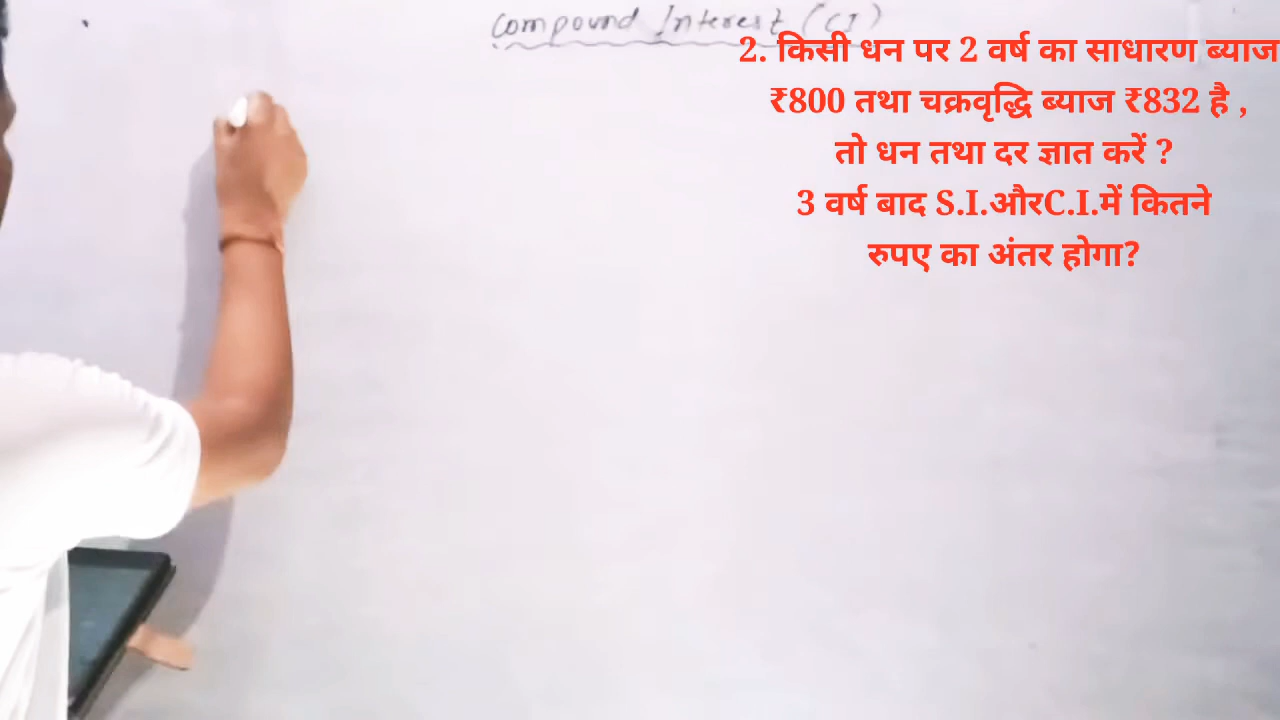 Compound Interest (CI)
2. किसी धन पर 2 वर्ष का साधारण ब्याज
₹800 तथा चक्रवृद्धि ब्याज ₹832 है ,
तो धन तथा दर ज्ञात करें ?
3 वर्ष बाद S.I.औरC.I.में कितने
रुपए का अंतर होगा?